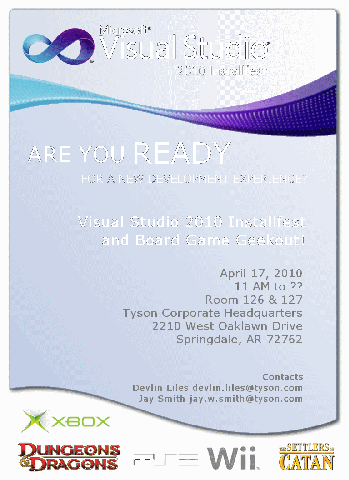 Microsoft®
Visual Studio®
2010 Installfest
ARE YOU READY
FOR A NEW DEVELOPMENT EXPERIENCE?
Visual Studio 2010 Installfest
and Board Game Geekout!
April 17, 2010
11 AM to ??
Room 126 & 127
Tyson Corporate Headquarters
2210 West Oaklawn Drive
Springdale, AR 72762
Contacts
Devlin Liles devlin.liles@tyson.com
Jay Smith jay.w.smith@tyson.com
XBOX
DUNGEONS & DRAGONS
PS3
Wii
THE SETTLERS OF CATAN